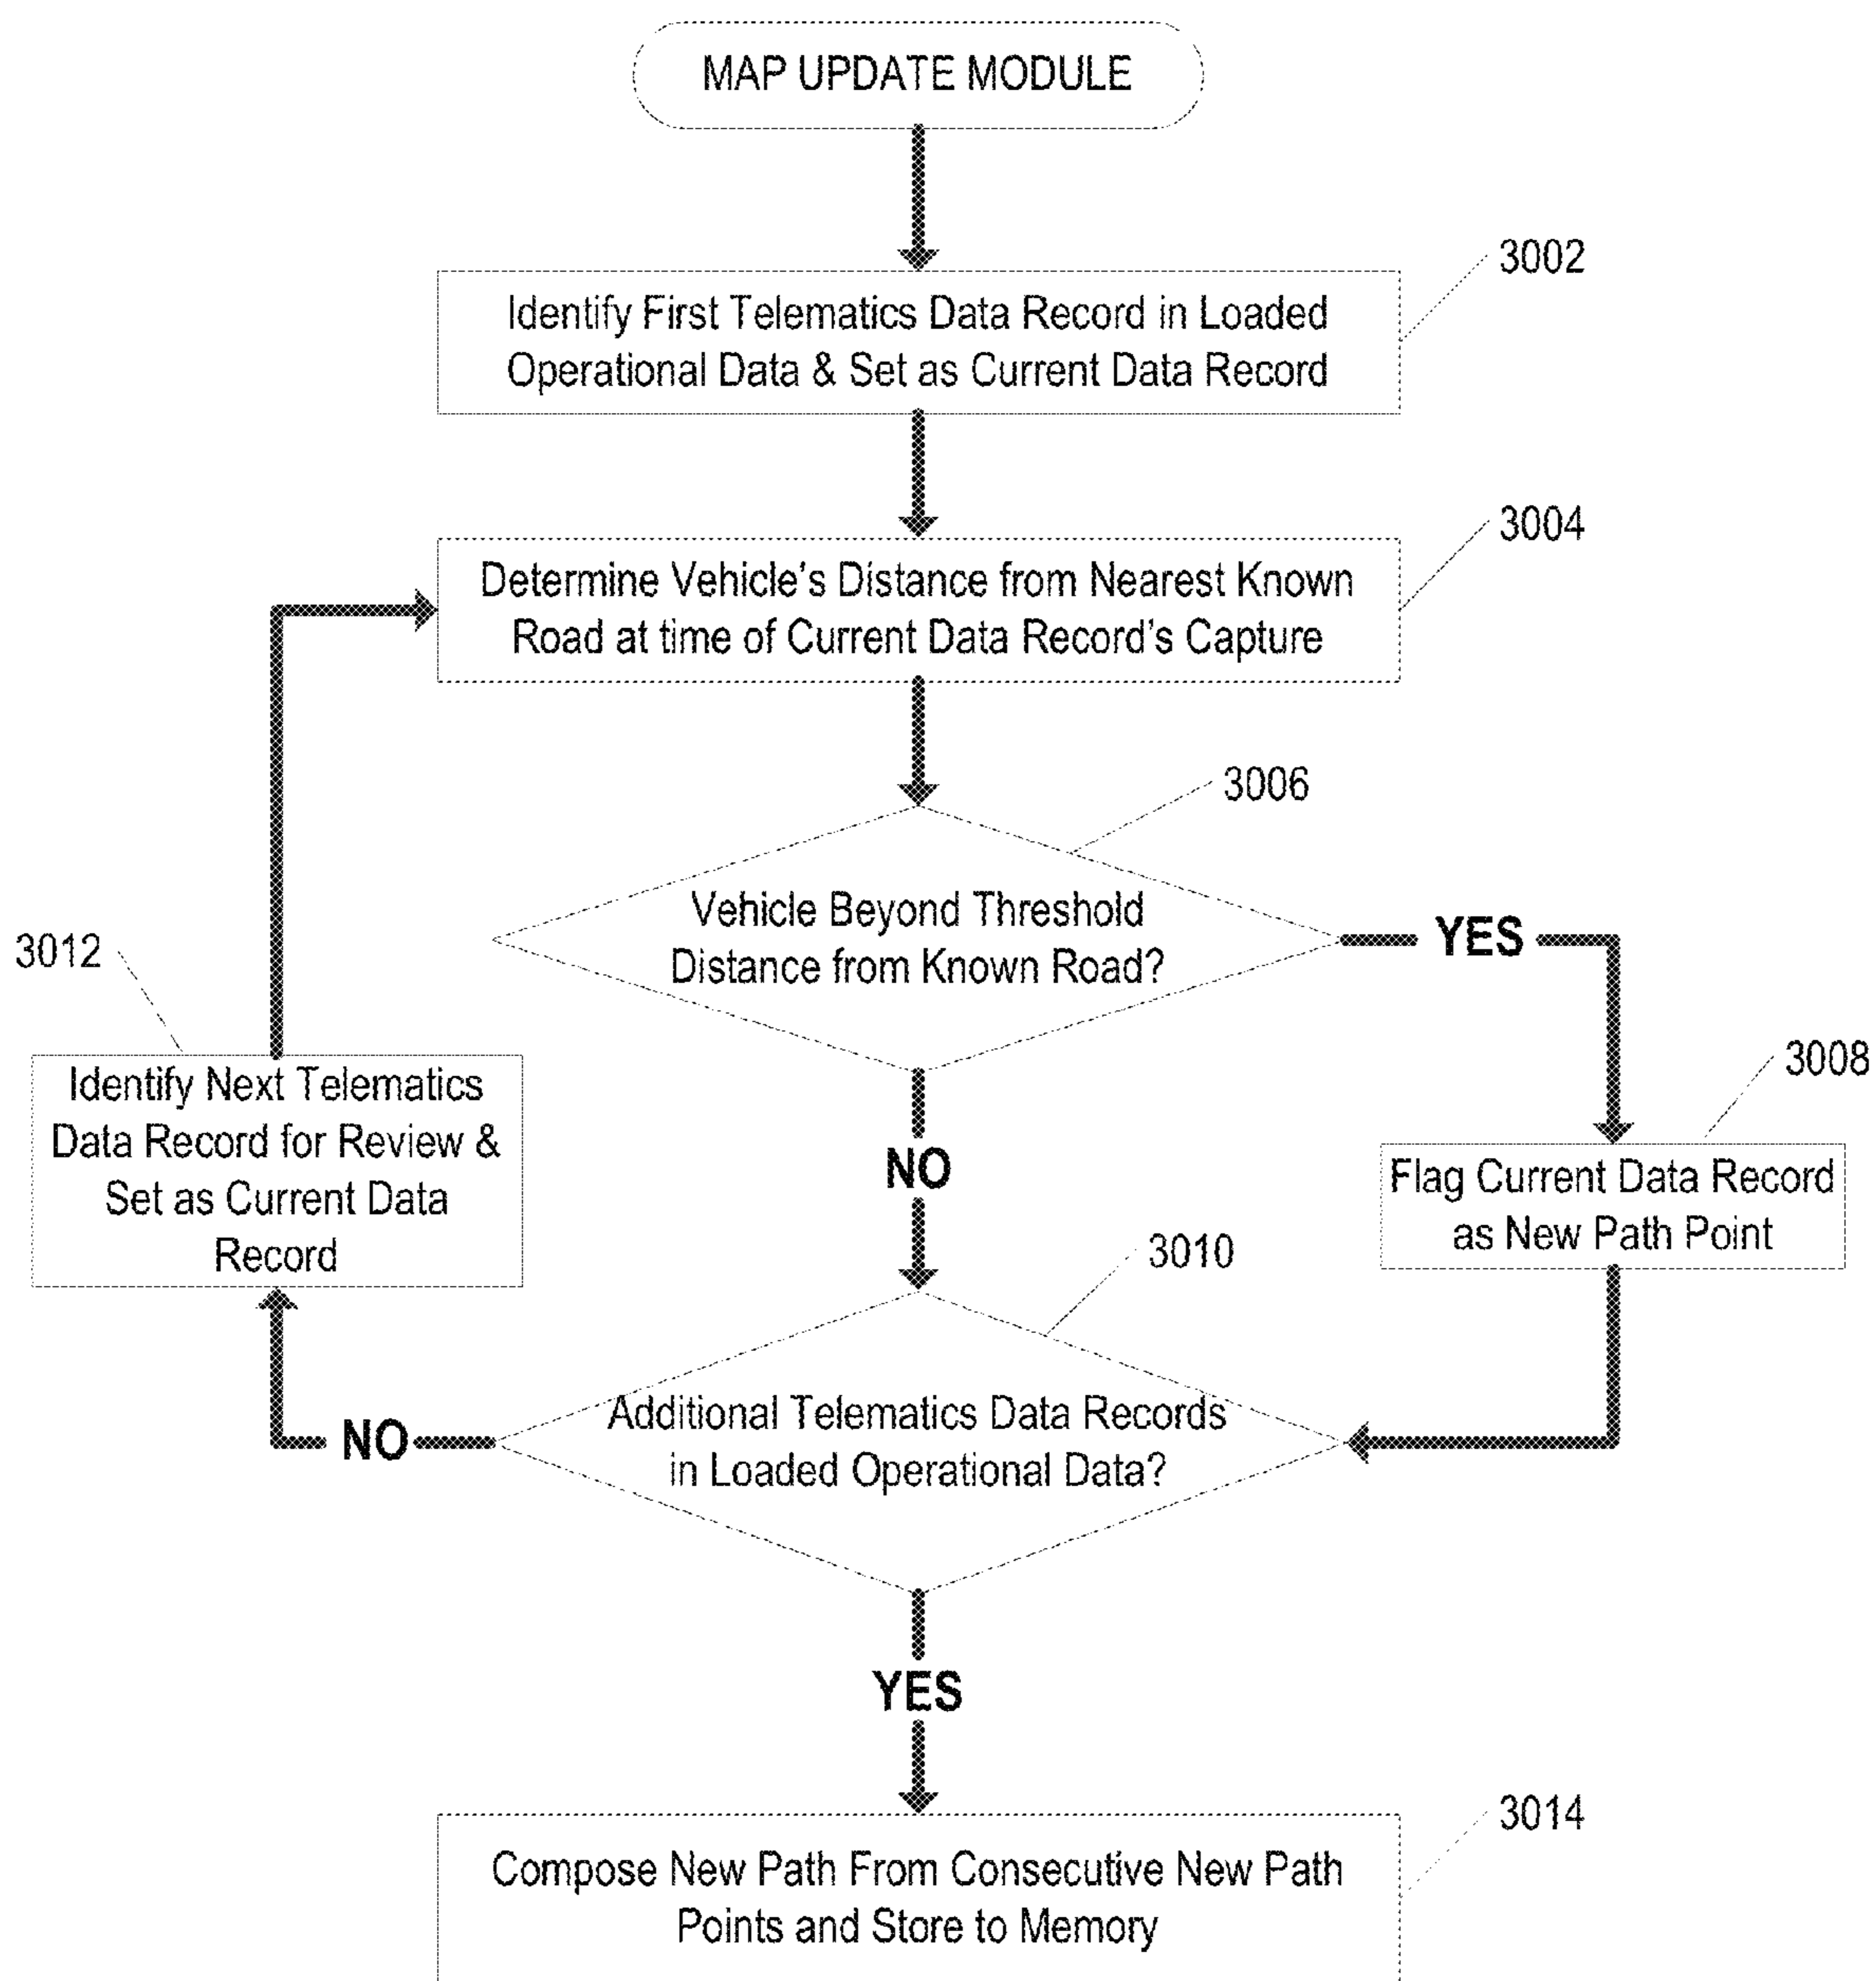 MAP UPDATE MODULE
3002
Identify First Telematics Data Record in Loaded
Operational Data & Set as Current Data Record
3004
Determine Vehicle's Distance from Nearest Known
Road at time of Current Data Record's Capture
3006
Vehicle Beyond Threshold
Distance from Known Road?
YES
3012
Identify Next Telematics
Data Record for Review &
Set as Current Data
Record
NO
3008
Flag Current Data Record
as New Path Point
3010
Additional Telematics Data Records
in Loaded Operational Data?
NO
YES
3014
Compose New Path From Consecutive New Path
Points and Store to Memory